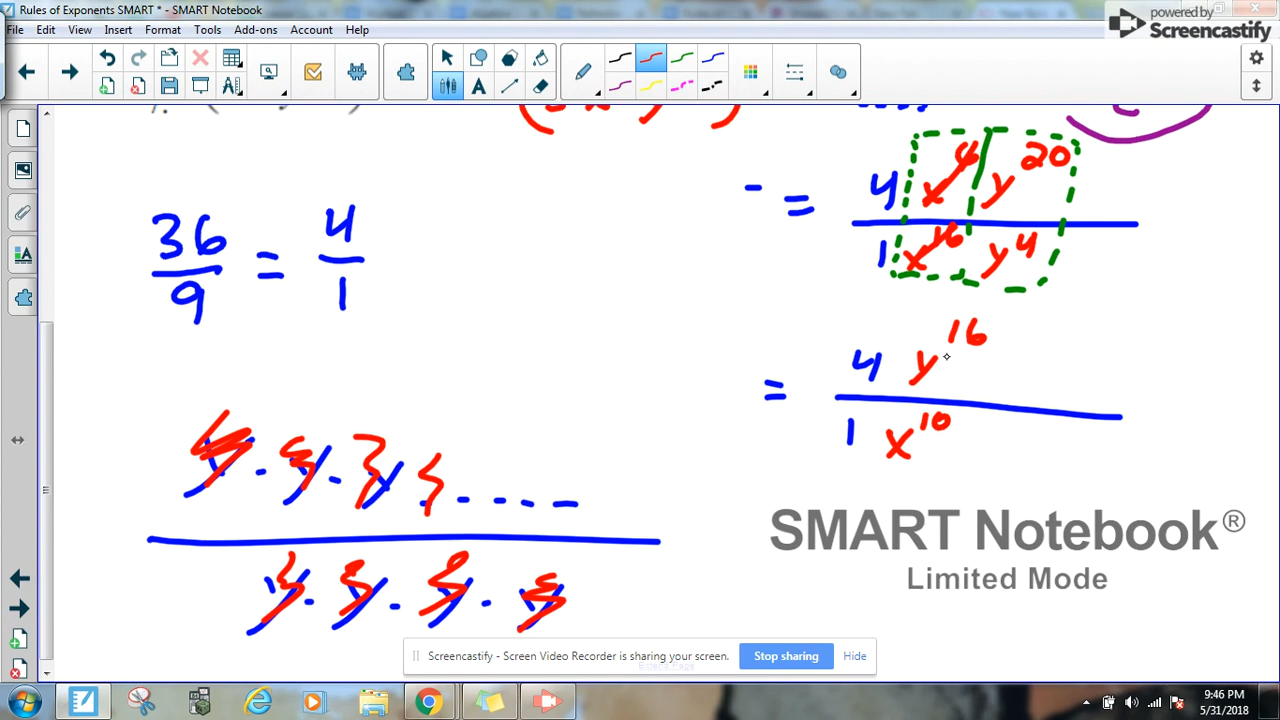 Rules of Exponents SMART * - SMART Notebook
powered by
Screencastify
File Edit View Insert Format Tools Add-ons Account Help
4 x y^20
- = ―
1 x^16 y^4
36/9 = 4/1
= 4 y^16
1 x^10
y · y · y · - - - -
y · y · y · y
SMART Notebook®
Limited Mode
Screencastify - Screen Video Recorder is sharing your screen. Stop sharing Hide
Extend Page
9:46 PM
5/31/2018